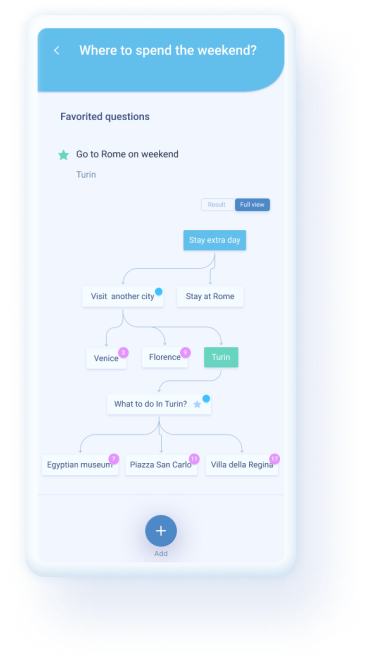 Where to spend the weekend?
Favorited questions
Go to Rome on weekend
Turin
Result Full view
Stay extra day
Visit another city Stay at Rome
Venice Florence Turin
What to do In Turin?
7 11 17
Egyptian museum Piazza San Carlo Villa della Regina
Add